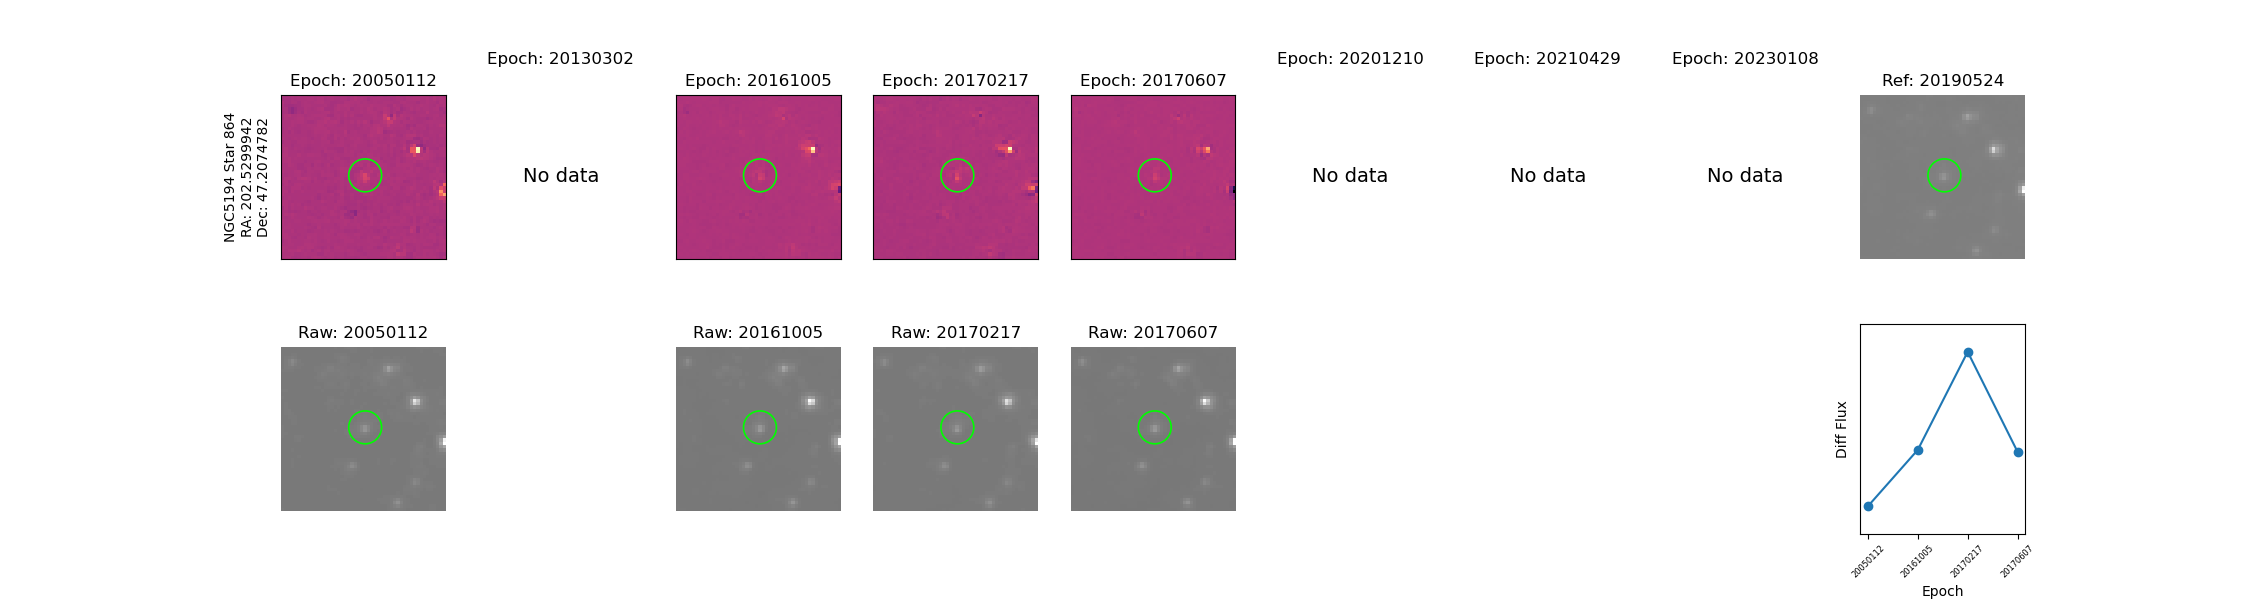 Epoch: 20050112
Epoch: 20130302
Epoch: 20161005
Epoch: 20170217
Epoch: 20170607
Epoch: 20201210
Epoch: 20210429
Epoch: 20230108
Ref: 20190524
NGC5194 Star 864
RA: 202.5299942
Dec: 47.2074782
No data
No data
No data
No data
Raw: 20050112
Raw: 20161005
Raw: 20170217
Raw: 20170607
Diff Flux
20050112
20161005
20170217
20170607
Epoch